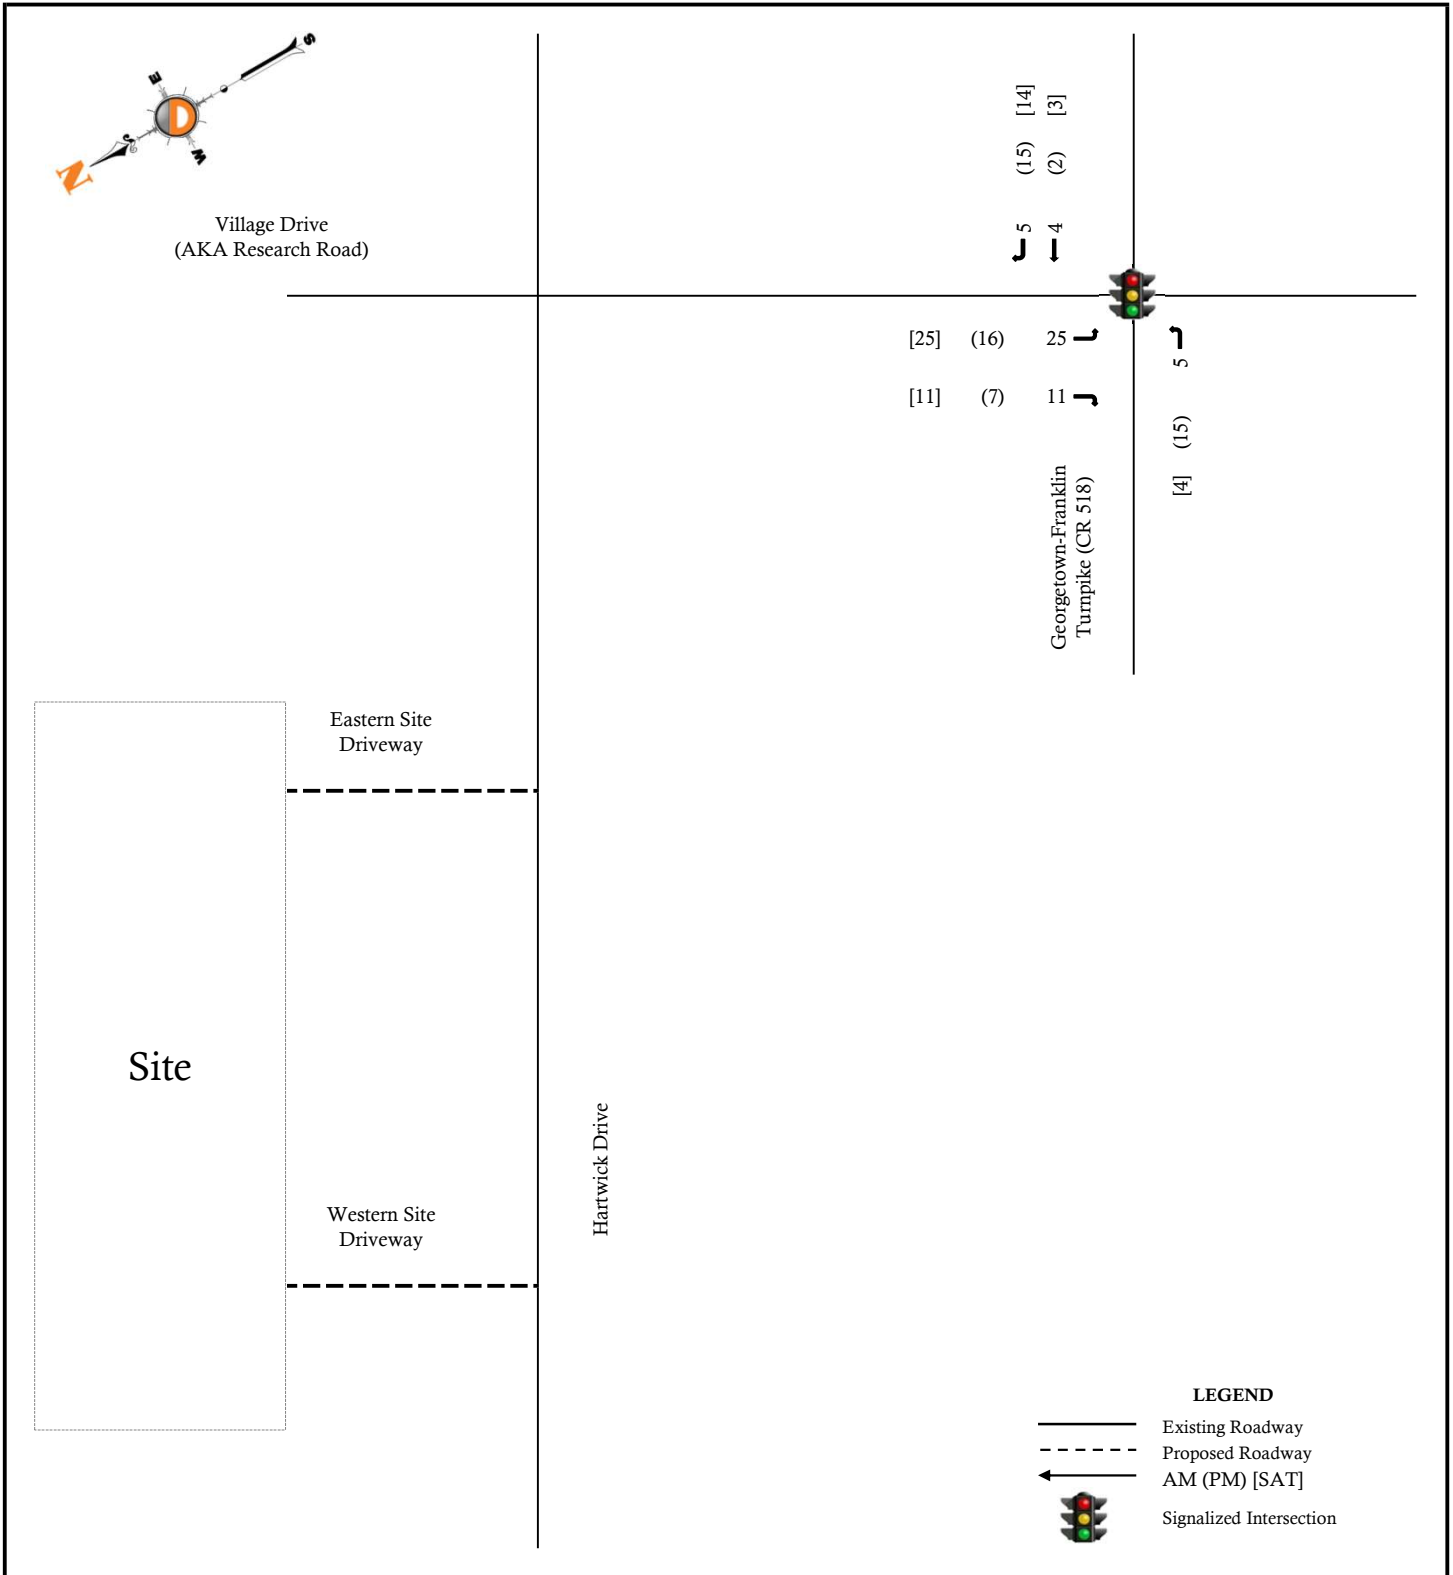 S
E
D
W
N
Village Drive
(AKA Research Road)
5 (15) [14]
4 (2) [3]
[25] (16) 25
[11] (7) 11
[4] (15) 5
Georgetown-Franklin
Turnpike (CR 518)
Eastern Site
Driveway
Site
Hartwick Drive
Western Site
Driveway
LEGEND
Existing Roadway
Proposed Roadway
AM (PM) [SAT]
Signalized Intersection